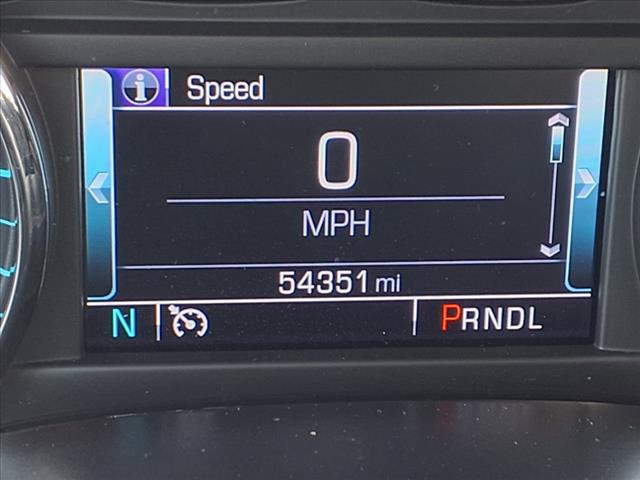 i Speed
0
MPH
54351 mi
N PRNDL